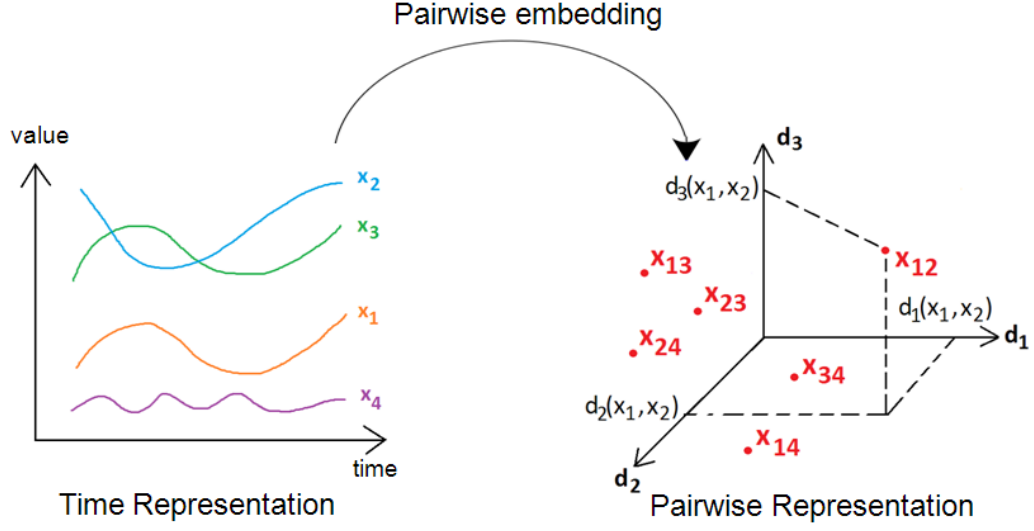 Pairwise embedding
value
x₂
x₃
x₁
x₄
time
Time Representation
d₃
d₃(x₁,x₂)
x₁₂
x₁₃
x₂₃
d₁(x₁,x₂)
d₁
x₂₄
x₃₄
d₂(x₁,x₂)
x₁₄
d₂
Pairwise Representation